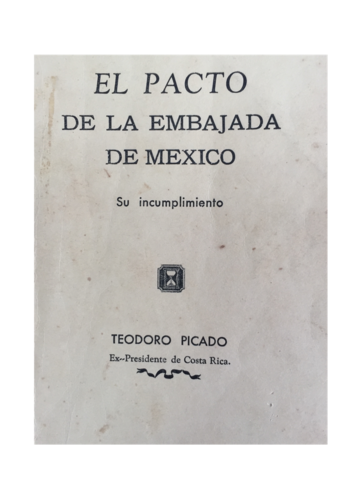 EL PACTO
DE LA EMBAJADA
DE MEXICO
Su incumplimiento
TEODORO PICADO
Ex--Presidente de Costa Rica.